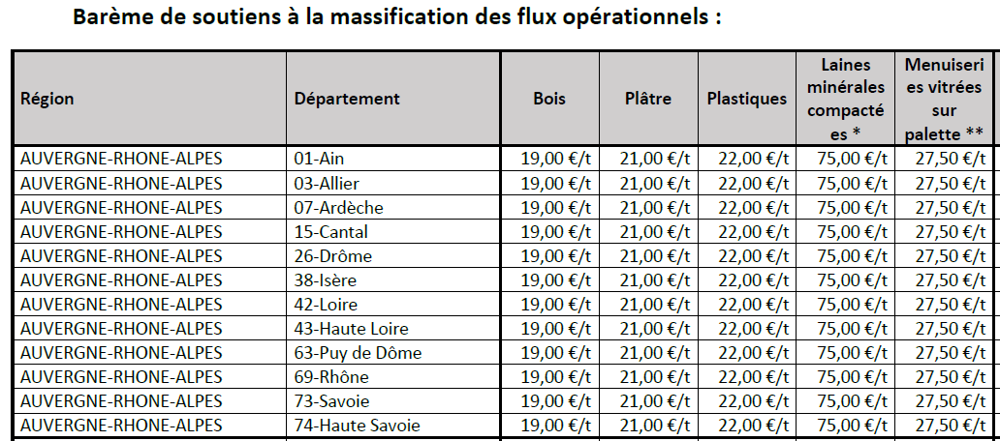 Barème de soutiens à la massification des flux opérationnels :
Région Département Bois Plâtre Plastiques Laines minérales compacté es * Menuiseri es vitrées sur palette **
AUVERGNE-RHONE-ALPES 01-Ain 19,00 €/t 21,00 €/t 22,00 €/t 75,00 €/t 27,50 €/t
AUVERGNE-RHONE-ALPES 03-Allier 19,00 €/t 21,00 €/t 22,00 €/t 75,00 €/t 27,50 €/t
AUVERGNE-RHONE-ALPES 07-Ardèche 19,00 €/t 21,00 €/t 22,00 €/t 75,00 €/t 27,50 €/t
AUVERGNE-RHONE-ALPES 15-Cantal 19,00 €/t 21,00 €/t 22,00 €/t 75,00 €/t 27,50 €/t
AUVERGNE-RHONE-ALPES 26-Drôme 19,00 €/t 21,00 €/t 22,00 €/t 75,00 €/t 27,50 €/t
AUVERGNE-RHONE-ALPES 38-Isère 19,00 €/t 21,00 €/t 22,00 €/t 75,00 €/t 27,50 €/t
AUVERGNE-RHONE-ALPES 42-Loire 19,00 €/t 21,00 €/t 22,00 €/t 75,00 €/t 27,50 €/t
AUVERGNE-RHONE-ALPES 43-Haute Loire 19,00 €/t 21,00 €/t 22,00 €/t 75,00 €/t 27,50 €/t
AUVERGNE-RHONE-ALPES 63-Puy de Dôme 19,00 €/t 21,00 €/t 22,00 €/t 75,00 €/t 27,50 €/t
AUVERGNE-RHONE-ALPES 69-Rhône 19,00 €/t 21,00 €/t 22,00 €/t 75,00 €/t 27,50 €/t
AUVERGNE-RHONE-ALPES 73-Savoie 19,00 €/t 21,00 €/t 22,00 €/t 75,00 €/t 27,50 €/t
AUVERGNE-RHONE-ALPES 74-Haute Savoie 19,00 €/t 21,00 €/t 22,00 €/t 75,00 €/t 27,50 €/t